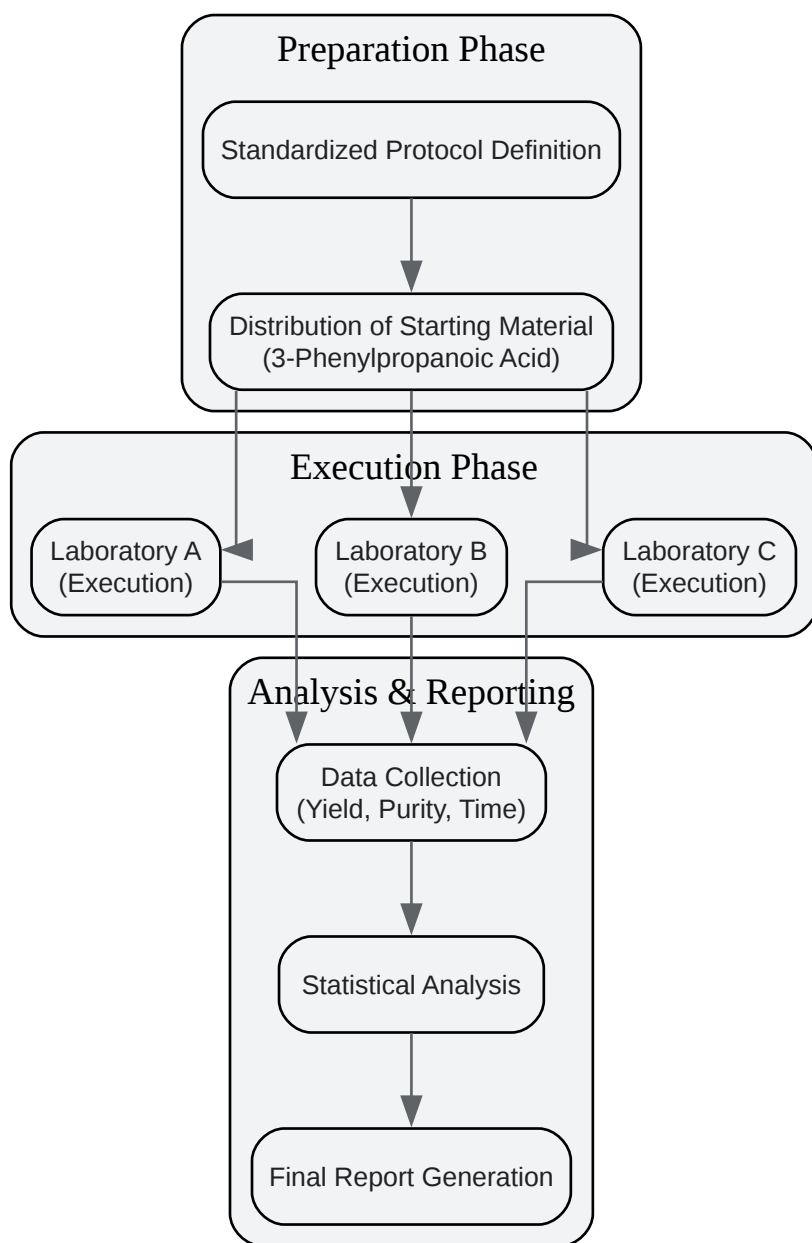 Preparation Phase
Standardized Protocol Definition
Distribution of Starting Material
(3-Phenylpropanoic Acid)
Execution Phase
Laboratory A
(Execution)
Laboratory B
(Execution)
Laboratory C
(Execution)
Analysis & Reporting
Data Collection
(Yield, Purity, Time)
Statistical Analysis
Final Report Generation